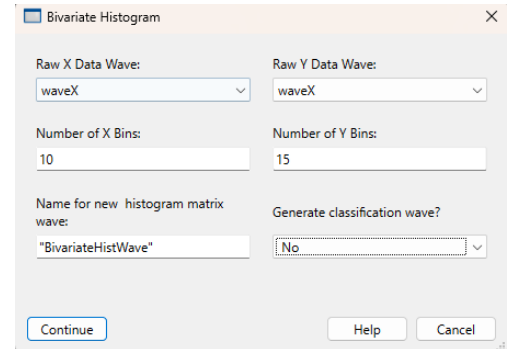 Bivariate Histogram
Raw X Data Wave:
Raw Y Data Wave:
waveX
waveX
Number of X Bins:
Number of Y Bins:
10
15
Name for new  histogram matrix
wave:
Generate classification wave?
"BivariateHistWave"
No
Continue
Help
Cancel